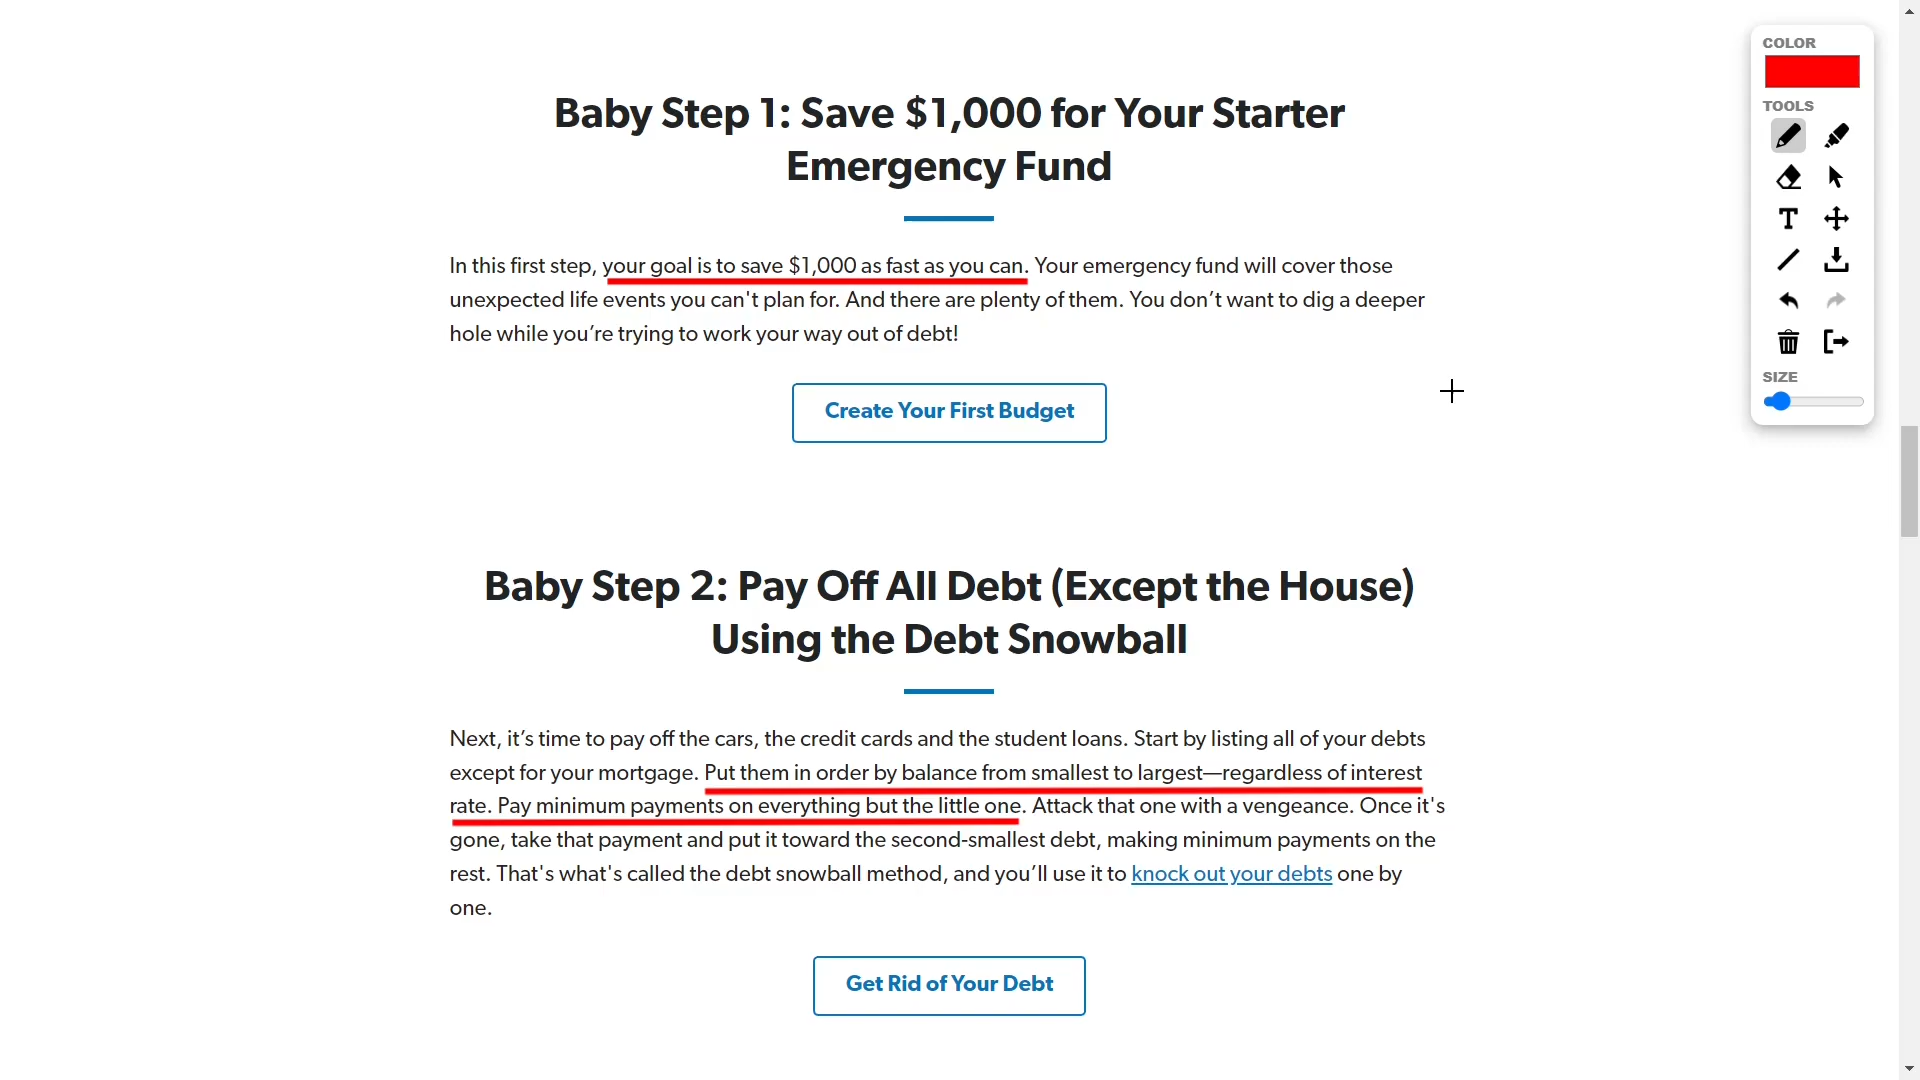 COLOR
TOOLS
SIZE
Baby Step 1: Save $1,000 for Your Starter
Emergency Fund
In this first step, your goal is to save $1,000 as fast as you can. Your emergency fund will cover those
unexpected life events you can't plan for. And there are plenty of them. You don’t want to dig a deeper
hole while you’re trying to work your way out of debt!
Create Your First Budget
Baby Step 2: Pay Off All Debt (Except the House)
Using the Debt Snowball
Next, it’s time to pay off the cars, the credit cards and the student loans. Start by listing all of your debts
except for your mortgage. Put them in order by balance from smallest to largest—regardless of interest
rate. Pay minimum payments on everything but the little one. Attack that one with a vengeance. Once it's
gone, take that payment and put it toward the second-smallest debt, making minimum payments on the
rest. That's what's called the debt snowball method, and you’ll use it to knock out your debts one by
one.
Get Rid of Your Debt